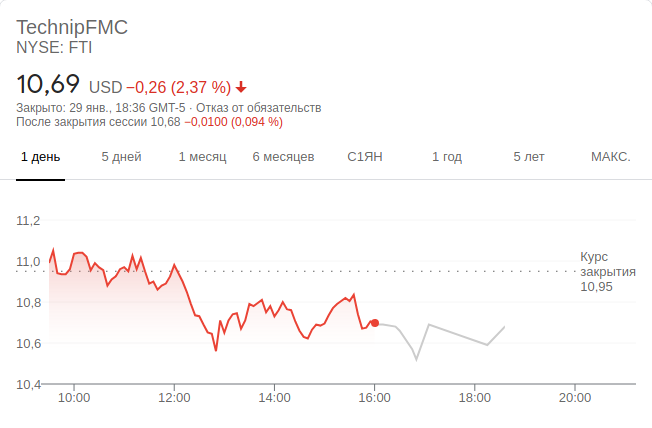 TechnipFMC
NYSE: FTI
10,69 USD −0,26 (2,37 %)
Закрыто: 29 янв., 18:36 GMT-5 · Отказ от обязательств
После закрытия сессии 10,68 −0,0100 (0,094 %)
1 день 5 дней 1 месяц 6 месяцев С1ЯН 1 год 5 лет МАКС.
11,2
11,0
10,8
10,6
10,4
Курс
закрытия
10,95
10:00 12:00 14:00 16:00 18:00 20:00